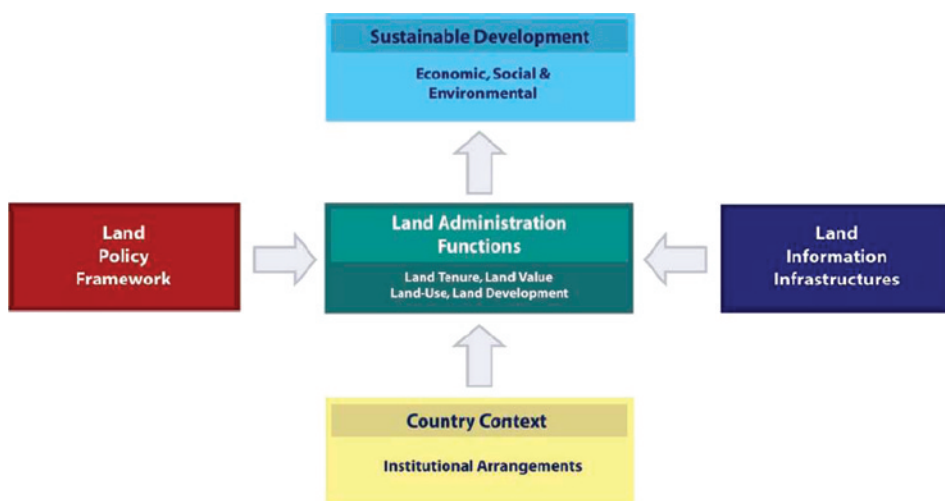 Sustainable Development
Economic, Social &
Environmental
Land
Policy
Framework
Land Administration
Functions
Land Tenure, Land Value
Land-Use, Land Development
Land
Information
Infrastructures
Country Context
Institutional Arrangements